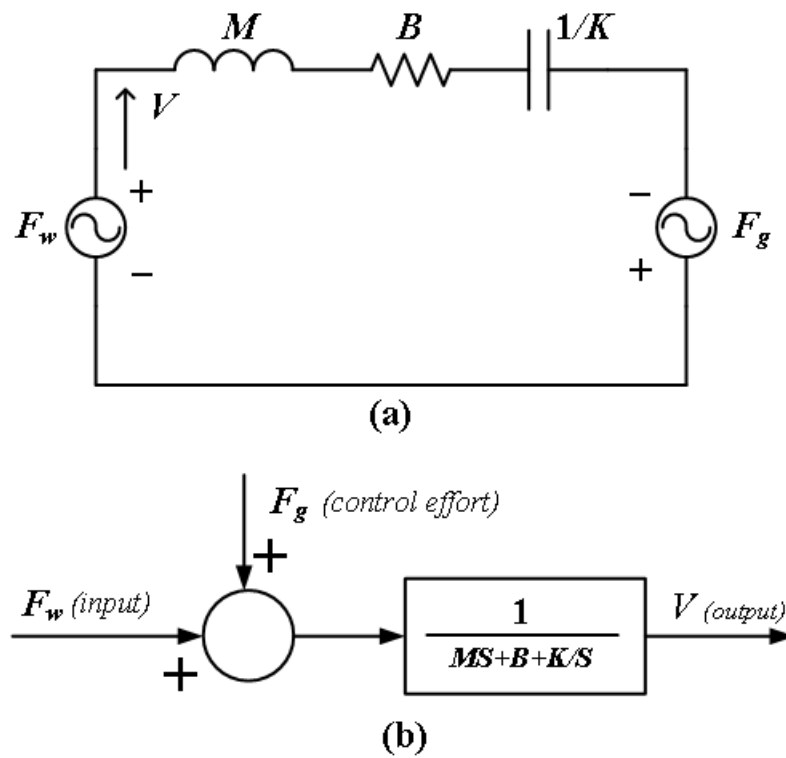 M B 1/K
V
+ −
F_w F_g
− +
(a)
F_g (control effort)
+
F_w (input)
+
1
MS+B+K/S
V (output)
(b)